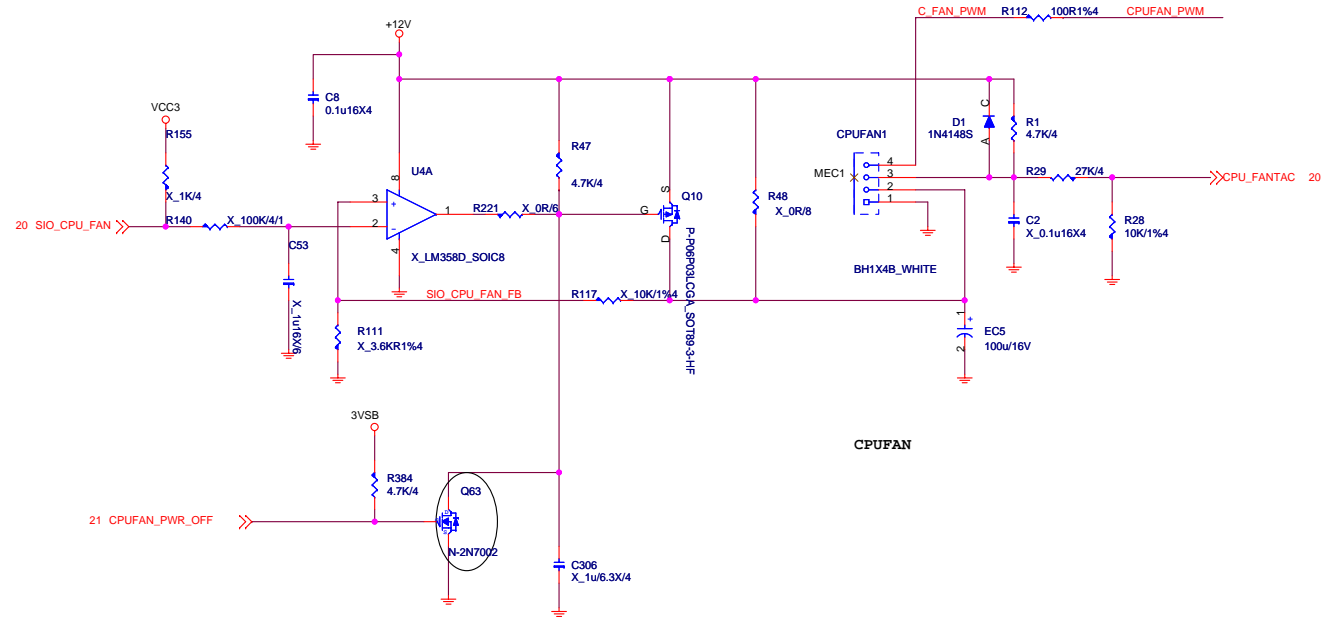 C_FAN_PWM R112 100R1%4 CPUFAN_PWM
+12V
C8
0.1u16X4
VCC3
R155
X_1K/4
20 SIO_CPU_FAN
R140 X_100K/4/1
C53
X_1u16X/6
U4A
8
3
+
2
-
1
4
X_LM358D_SOIC8
R221 X_0R/6
R47
4.7K/4
Q10
S
G
D
P-P06P03LCGA_SOT89-3-HF
R48
X_0R/8
CPUFAN1
MEC1
4
3
2
1
BH1X4B_WHITE
D1
1N4148S
C
A
R1
4.7K/4
R29 27K/4
CPU_FANTAC 20
C2
X_0.1u16X4
R28
10K/1%4
SIO_CPU_FAN_FB
R117 X_10K/1%4
R111
X_3.6KR1%4
1
+
EC5
100u/16V
2
3VSB
R384
4.7K/4
CPUFAN
21 CPUFAN_PWR_OFF
Q63
N-2N7002
C306
X_1u/6.3X/4